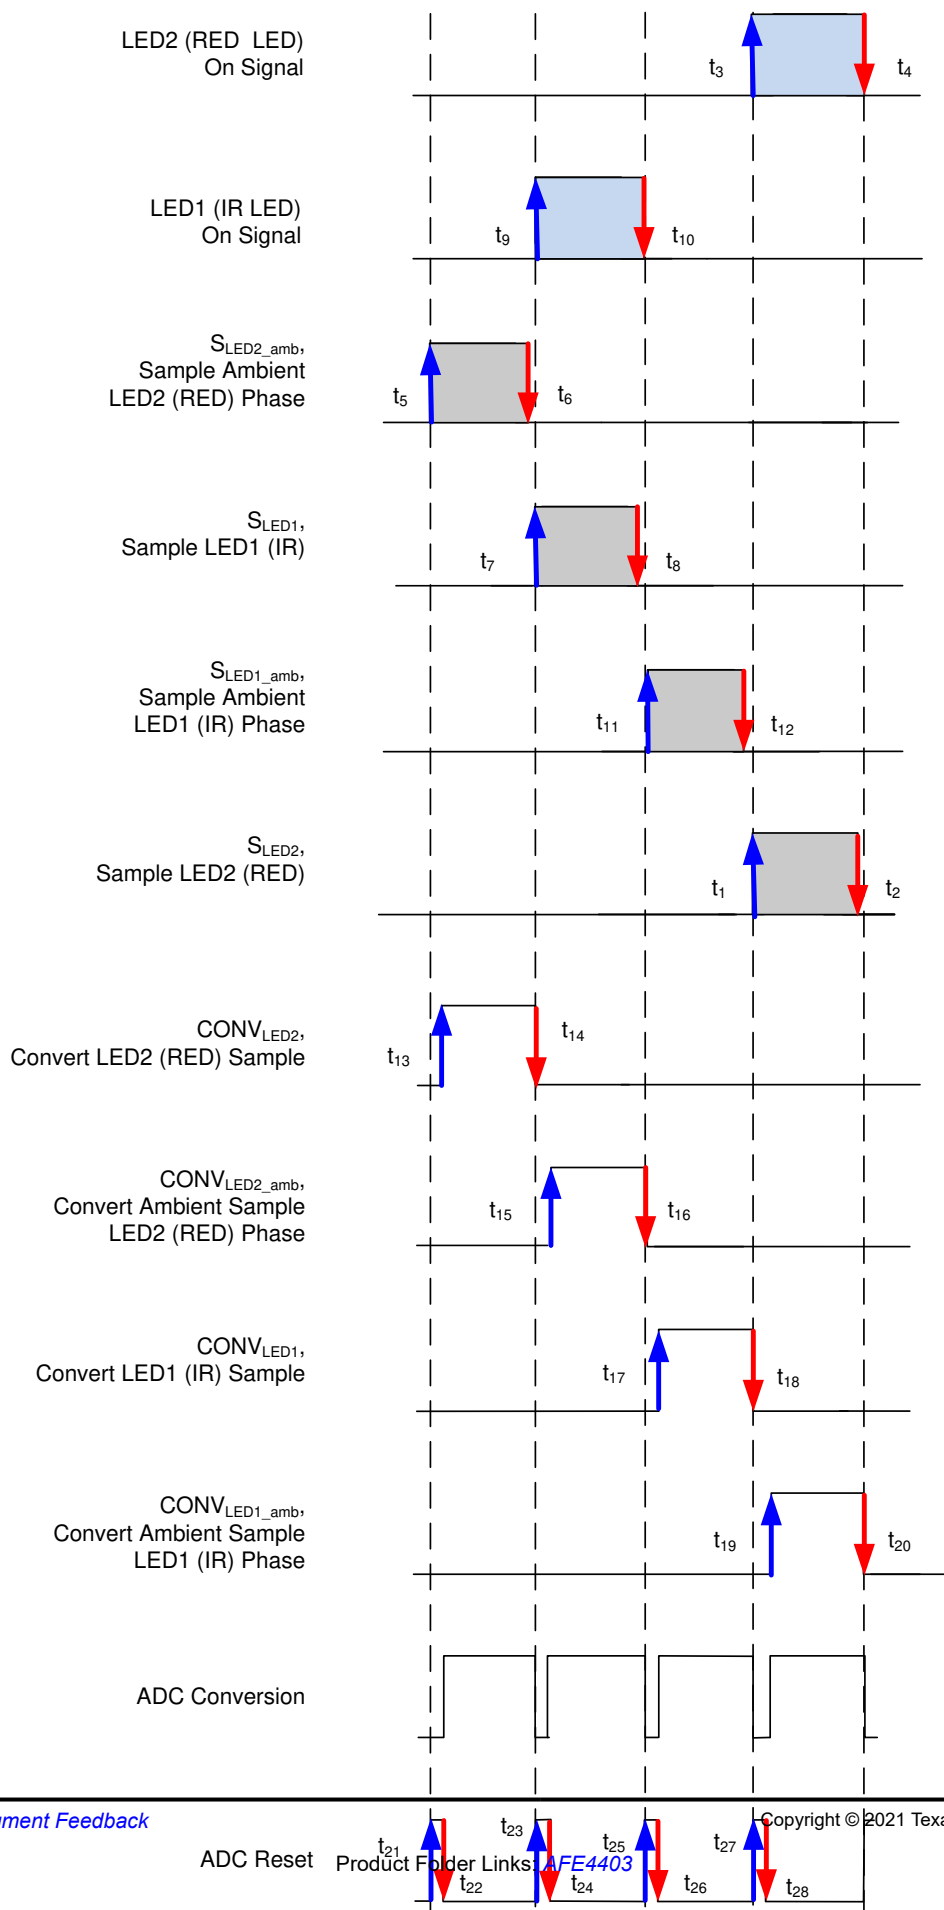 LED2 (RED LED)
On Signal
t3
t4
LED1 (IR LED)
On Signal
t9
t10
SLED2_amb,
Sample Ambient
LED2 (RED) Phase
t5
t6
SLED1,
Sample LED1 (IR)
t7
t8
SLED1_amb,
Sample Ambient
LED1 (IR) Phase
t11
t12
SLED2,
Sample LED2 (RED)
t1
t2
CONVLED2,
Convert LED2 (RED) Sample
t13
t14
CONVLED2_amb,
Convert Ambient Sample
LED2 (RED) Phase
t15
t16
CONVLED1,
Convert LED1 (IR) Sample
t17
t18
CONVLED1_amb,
Convert Ambient Sample
LED1 (IR) Phase
t19
t20
ADC Conversion
ument Feedback
Copyright © 2021 Texa
ADC Reset
Product Folder Links: AFE4403
t21
t22
t23
t24
t25
t26
t27
t28